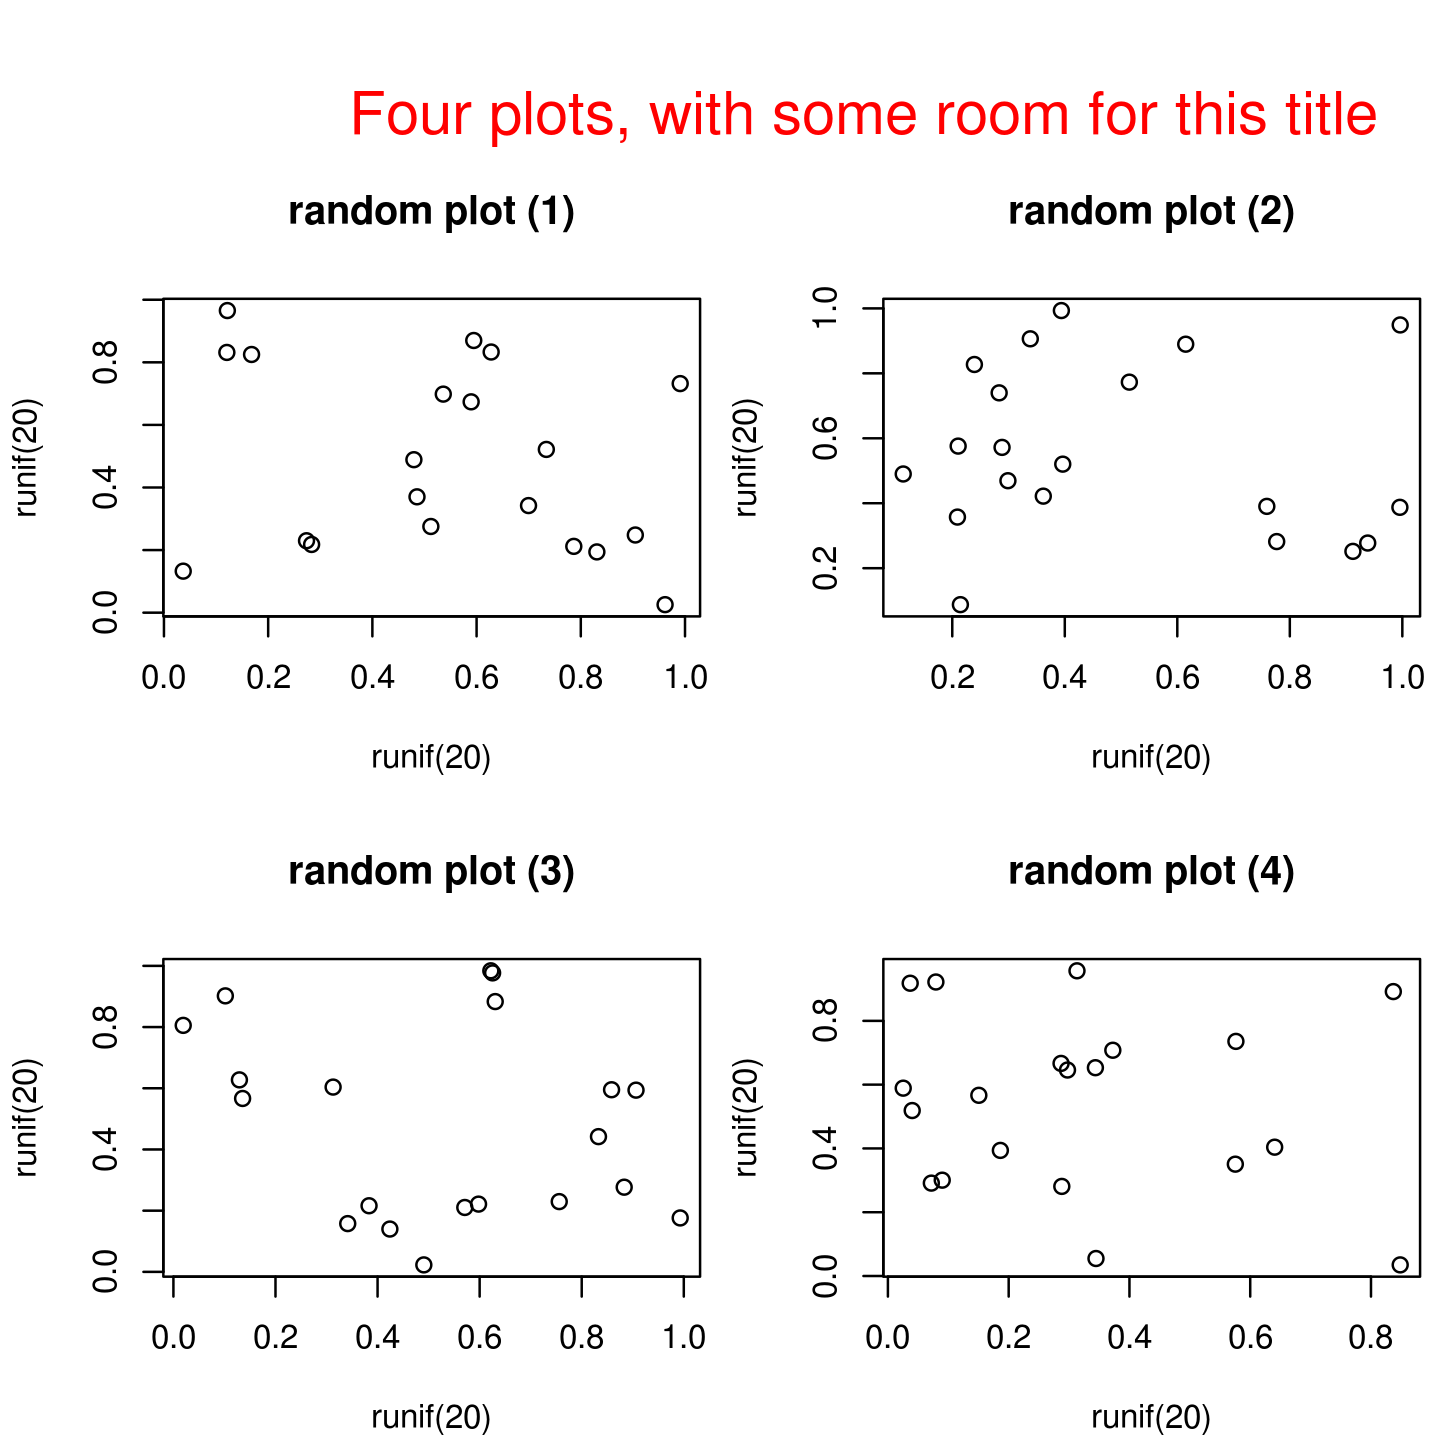 Four plots, with some room for this title
random plot (1)
runif(20)
0.0 0.4 0.8
0.0 0.2 0.4 0.6 0.8 1.0
runif(20)
random plot (2)
runif(20)
0.2 0.6 1.0
0.2 0.4 0.6 0.8 1.0
runif(20)
random plot (3)
runif(20)
0.0 0.4 0.8
0.0 0.2 0.4 0.6 0.8 1.0
runif(20)
random plot (4)
runif(20)
0.0 0.4 0.8
0.0 0.2 0.4 0.6 0.8
runif(20)